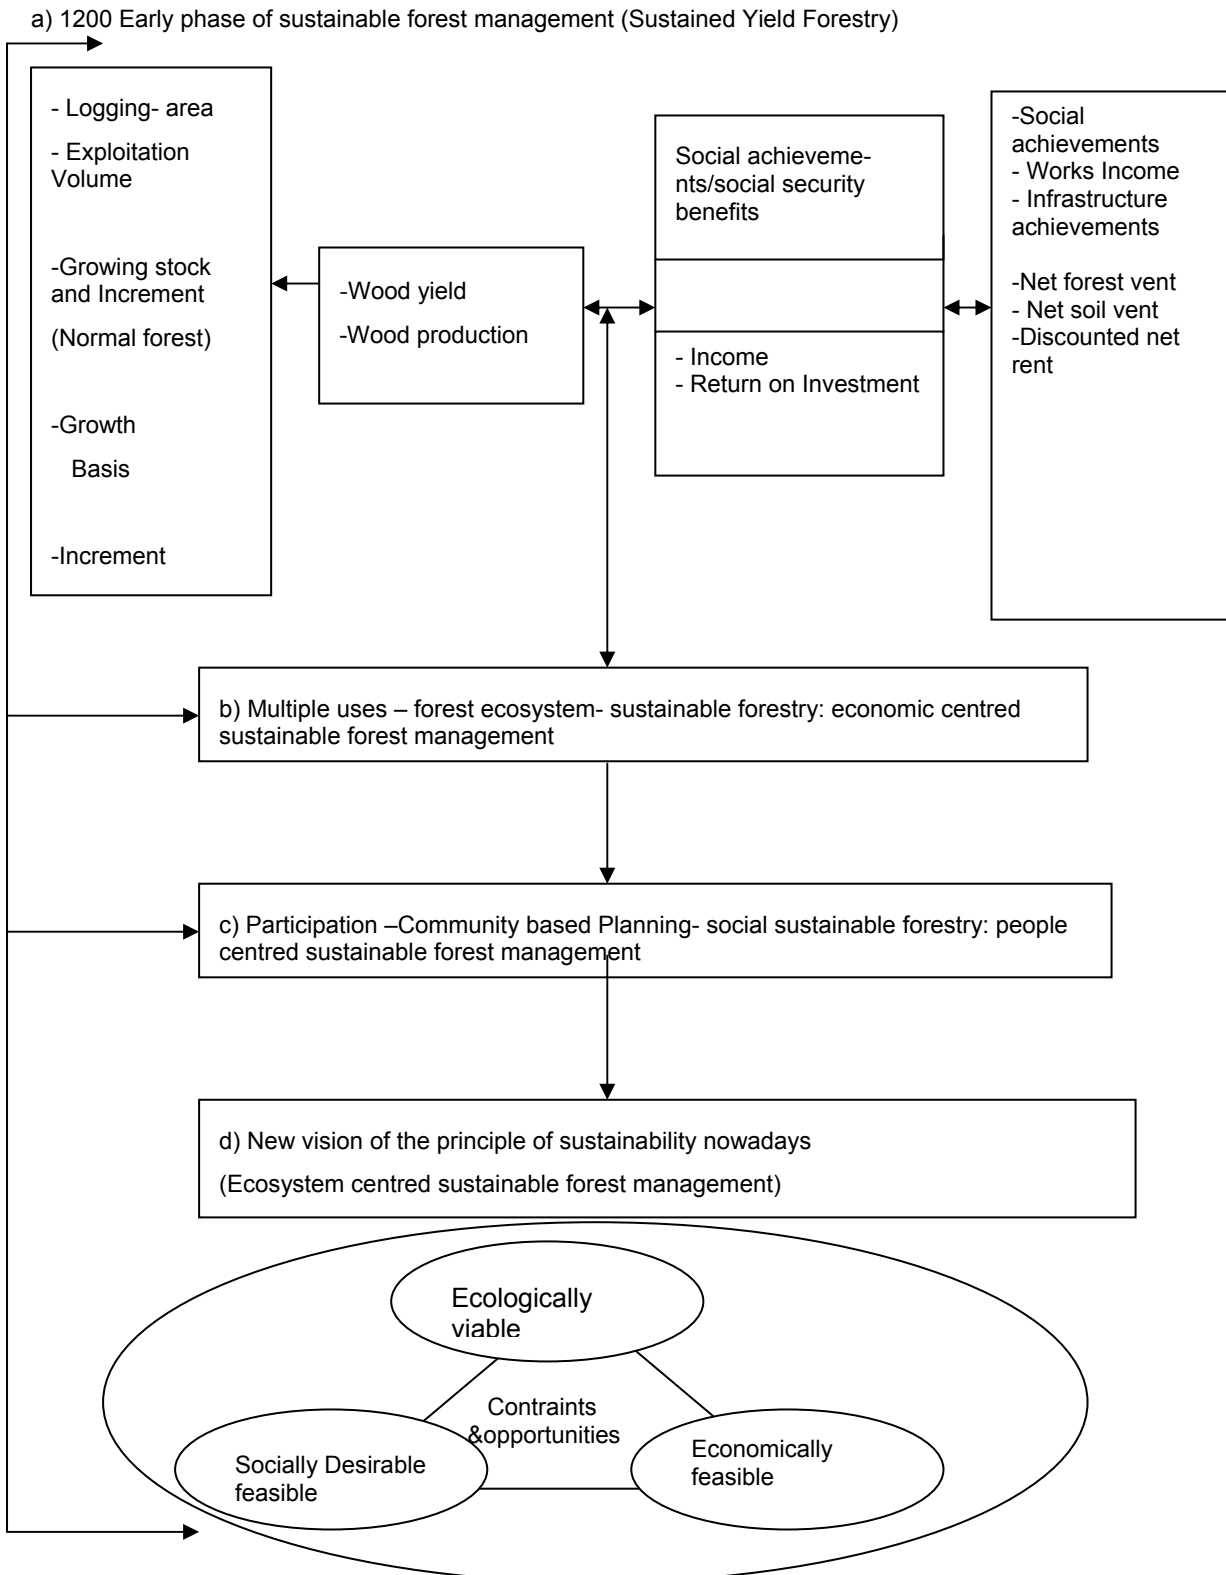 a) 1200 Early phase of sustainable forest management (Sustained Yield Forestry)
- Logging- area
- Exploitation
Volume
-Growing stock
and Increment
(Normal forest)
-Growth
Basis
-Increment
-Wood yield
-Wood production
Social achieveme-
nts/social security
benefits
- Income
- Return on Investment
-Social
achievements
- Works Income
- Infrastructure
achievements
-Net forest vent
- Net soil vent
-Discounted net
rent
b) Multiple uses – forest ecosystem- sustainable forestry: economic centred
sustainable forest management
c) Participation –Community based Planning- social sustainable forestry: people
centred sustainable forest management
d) New vision of the principle of sustainability nowadays
(Ecosystem centred sustainable forest management)
Ecologically
viable
Contraints
&opportunities
Socially Desirable
feasible
Economically
feasible